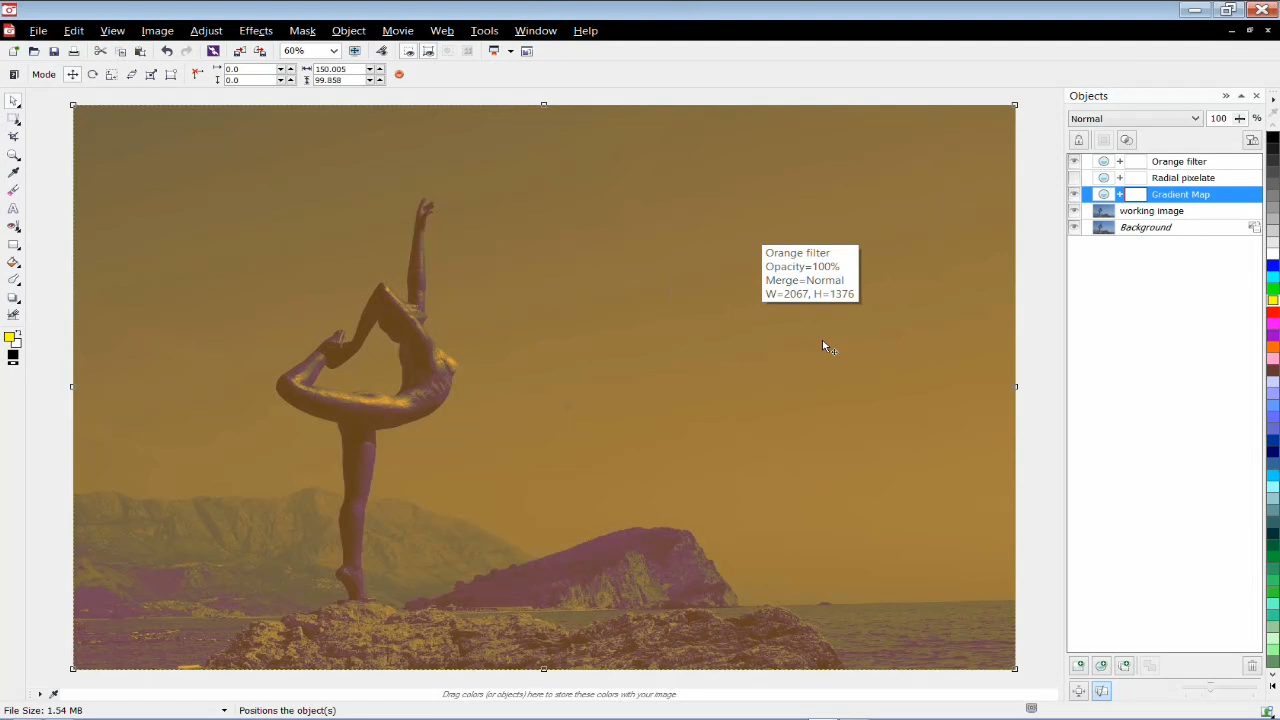 File Edit View Image Adjust Effects Mask Object Movie Web Tools Window Help
60%
Mode
0.0 150.005
0.0 99.858
Objects
Normal 100 %
Orange filter
Radial pixelate
Gradient Map
working image
Background
Orange filter
Opacity=100%
Merge=Normal
W=2067, H=1376
Drag colors (or objects) here to store these colors with your image
File Size: 1.54 MB Positions the object(s)